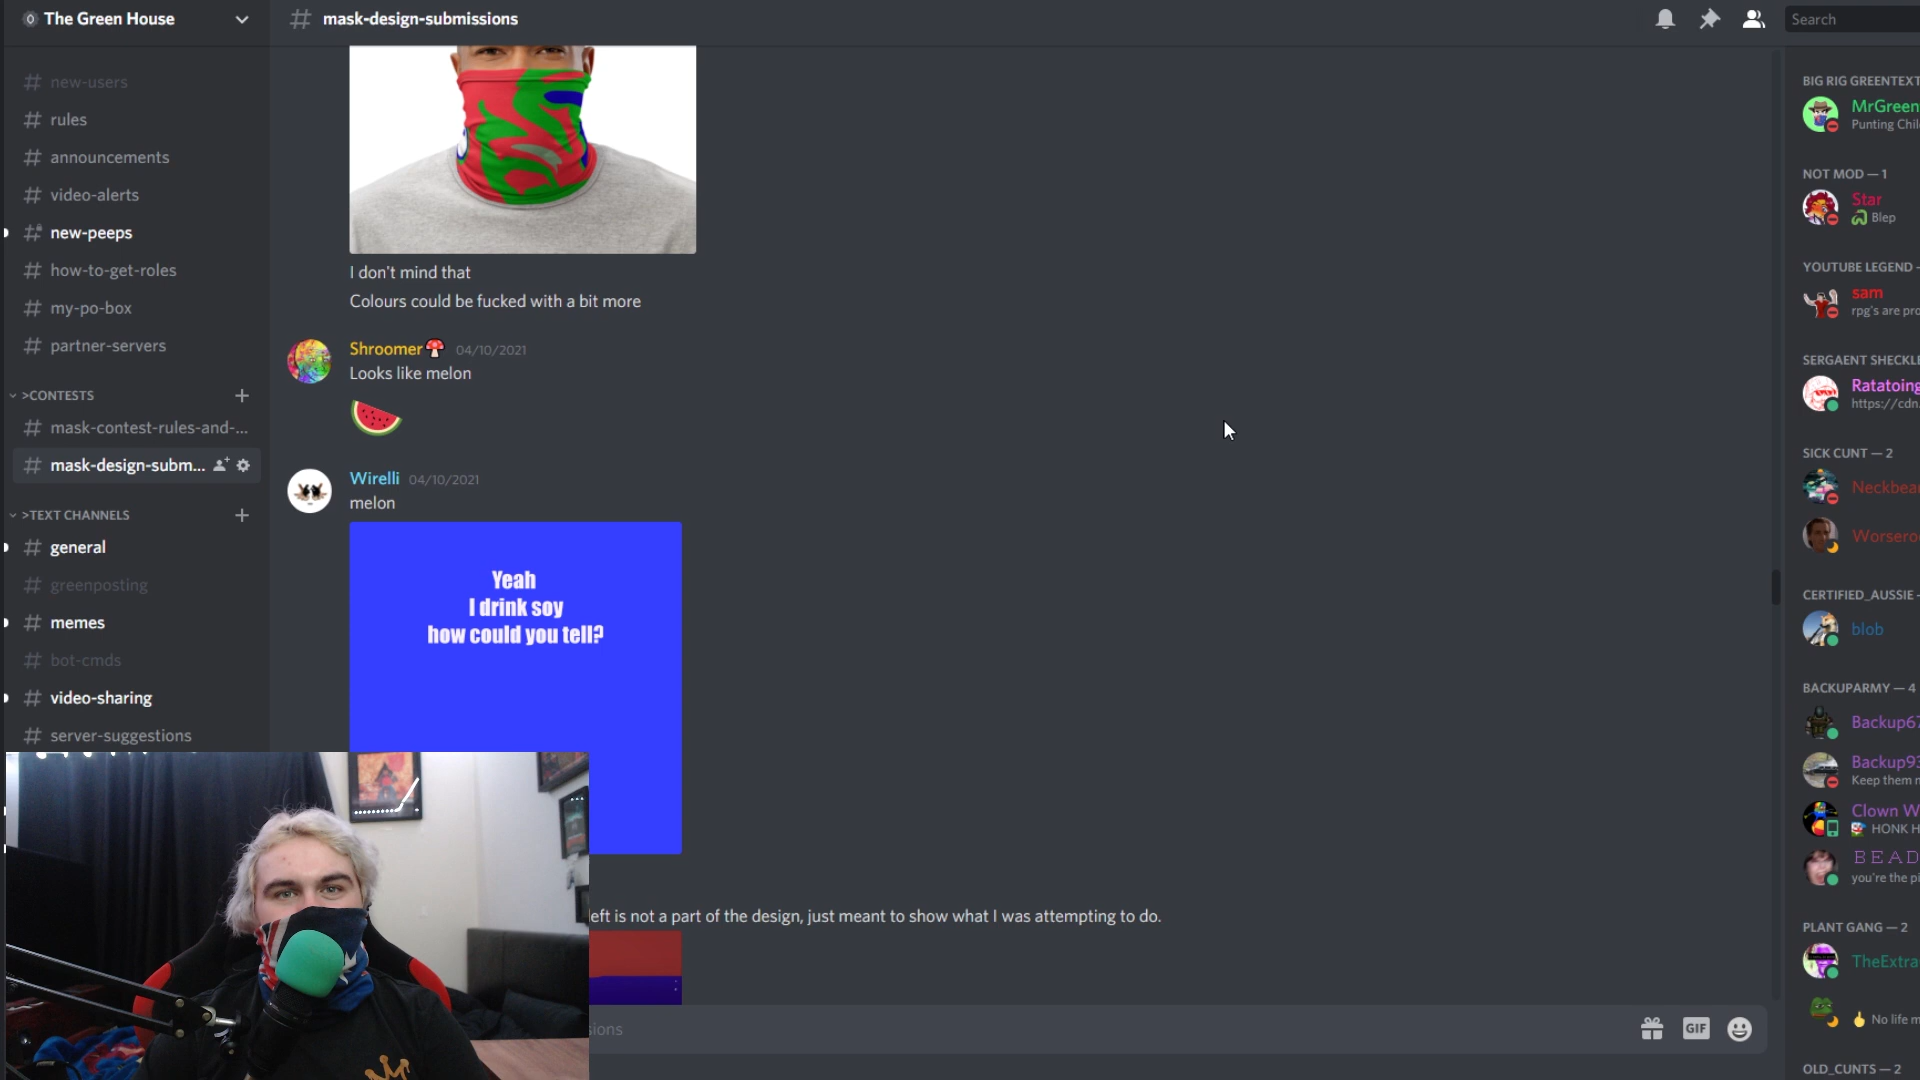 The Green House
mask-design-submissions
Search
new-users
rules
announcements
video-alerts
new-peeps
how-to-get-roles
my-po-box
partner-servers
>CONTESTS
mask-contest-rules-and-...
mask-design-subm...
>TEXT CHANNELS
general
greenposting
memes
bot-cmds
video-sharing
server-suggestions
I don't mind that
Colours could be fucked with a bit more
Shroomer 04/10/2021
Looks like melon
Wirelli 04/10/2021
melon
Yeah
I drink soy
how could you tell?
eft is not a part of the design, just meant to show what I was attempting to do.
sions
GIF
BIG RIG GREENTEXT
MrGreen
Punting Chil
NOT MOD — 1
Star
Blep
YOUTUBE LEGEND -
sam
rpg's are pro
SERGAENT SHECKLE
Ratatoing
https://cdn.
SICK CUNT — 2
Neckbear
Worsero
CERTIFIED_AUSSIE -
blob
BACKUPARMY — 4
Backup67
Backup93
Keep them m
Clown W
HONK H
BEAD
you're the pi
PLANT GANG — 2
TheExtra
No life m
OLD_CUNTS — 2